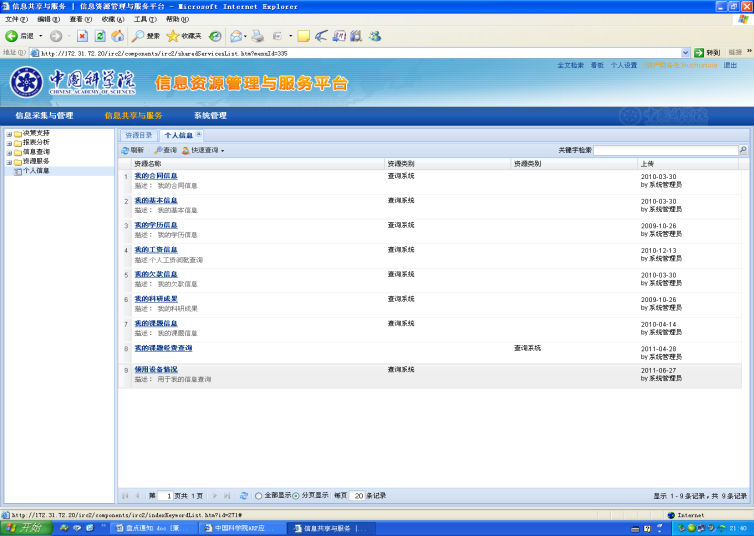 信息共享与服务 | 信息资源管理与服务平台 - Microsoft Internet Explorer
文件(F) 编辑(E) 查看(V) 收藏(A) 工具(T) 帮助(H)
后退 搜索 收藏夹
地址(D) http://172.31.72.20/irc2/components/irc2/sharedServicesList.htm?menuId=335 转到 链接 »
全文检索 看板 个人设置 退出
中国科学院 信息资源管理与服务平台
CHINESE ACADEMY OF SCIENCES
信息采集与管理 信息共享与服务 系统管理
决策支持
报表分析
信息查询
资源服务
个人信息
资源目录 个人信息
刷新 查询 快速查询 关键字检索
资源名称 资源类别 资源类别 上传
1 我的合同信息 查询系统 2010-03-30
描述: 我的合同信息 by 系统管理员
2 我的基本信息 查询系统 2010-03-30
描述: 我的基本信息 by 系统管理员
3 我的学历信息 查询系统 2009-10-26
描述: 我的学历信息 by 系统管理员
4 我的工资信息 查询系统 2010-12-13
描述 个人工资浏览查询 by 系统管理员
5 我的欠款信息 查询系统 2010-03-30
描述: 我的欠款信息 by 系统管理员
6 我的科研成果 查询系统 2009-10-26
描述: 我的科研成果 by 系统管理员
7 我的课题信息 查询系统 2010-04-14
描述: 我的课题信息 by 系统管理员
8 我的课题经费查询 查询系统 2011-04-28
by 系统管理员
9 领用设备情况 查询系统 2011-06-27
描述: 用于我的信息查询 by 系统管理员
第 1 页共 1 页 全部显示 分页显示 每页 20 条记录 显示 1 - 9条记录，共 9条记录
http://172.31.72.20/irc2/components/irc2/indexKeywordList.htm?id=271# Internet
开始 盘点通知.doc [兼... 中国科学院ARP应... 信息共享与服务 |... 21:40